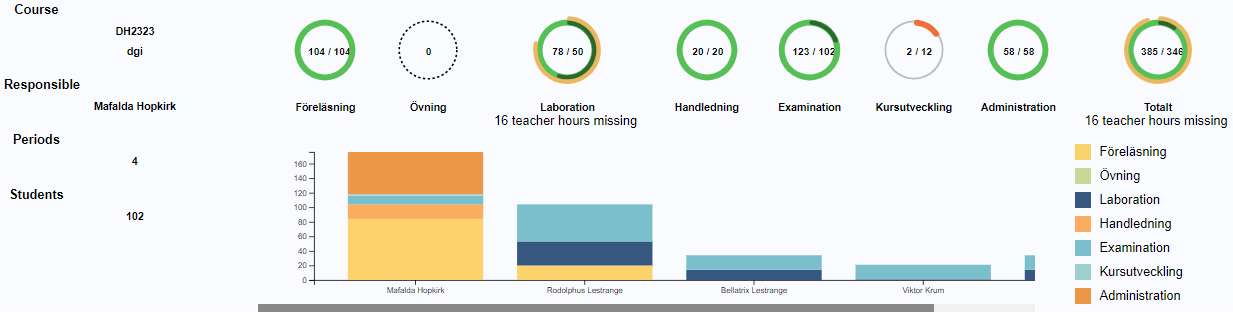 Course
DH2323
dgi
Responsible
Mafalda Hopkirk
Periods
4
Students
102
104 / 104
0
78 / 50
20 / 20
123 / 102
2 / 12
58 / 58
385 / 346
Föreläsning
Övning
Laboration
16 teacher hours missing
Handledning
Examination
Kursutveckling
Administration
Totalt
16 teacher hours missing
160
140
120
100
80
60
40
20
0
Mafalda Hopkirk
Rodolphus Lestrange
Bellatrix Lestrange
Viktor Krum
Föreläsning
Övning
Laboration
Handledning
Examination
Kursutveckling
Administration